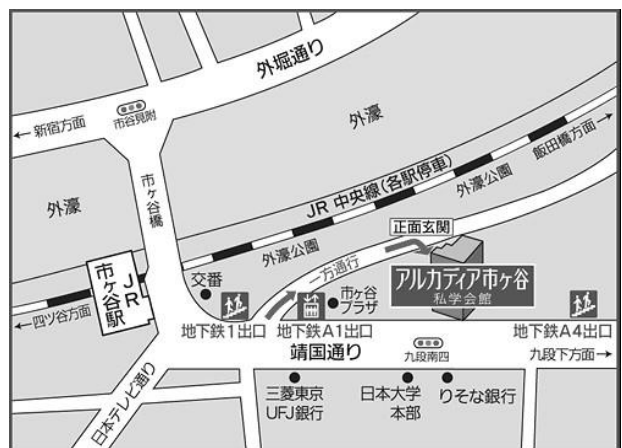 外堀通り
←新宿方面
市谷見附
外濠
飯田橋方面→
市ヶ谷橋
JR 中央線(各駅停車)
外濠公園
外濠
正面玄関
外濠公園
JR
市ヶ谷駅
交番
一方通行
アルカディア市ヶ谷
私学会館
市ヶ谷
プラザ
←四ツ谷方面
地下鉄1出口
地下鉄A1出口
地下鉄A4出口
靖国通り
九段南四
九段下方面→
日本テレビ通り
三菱東京
UFJ銀行
日本大学
本部
りそな銀行